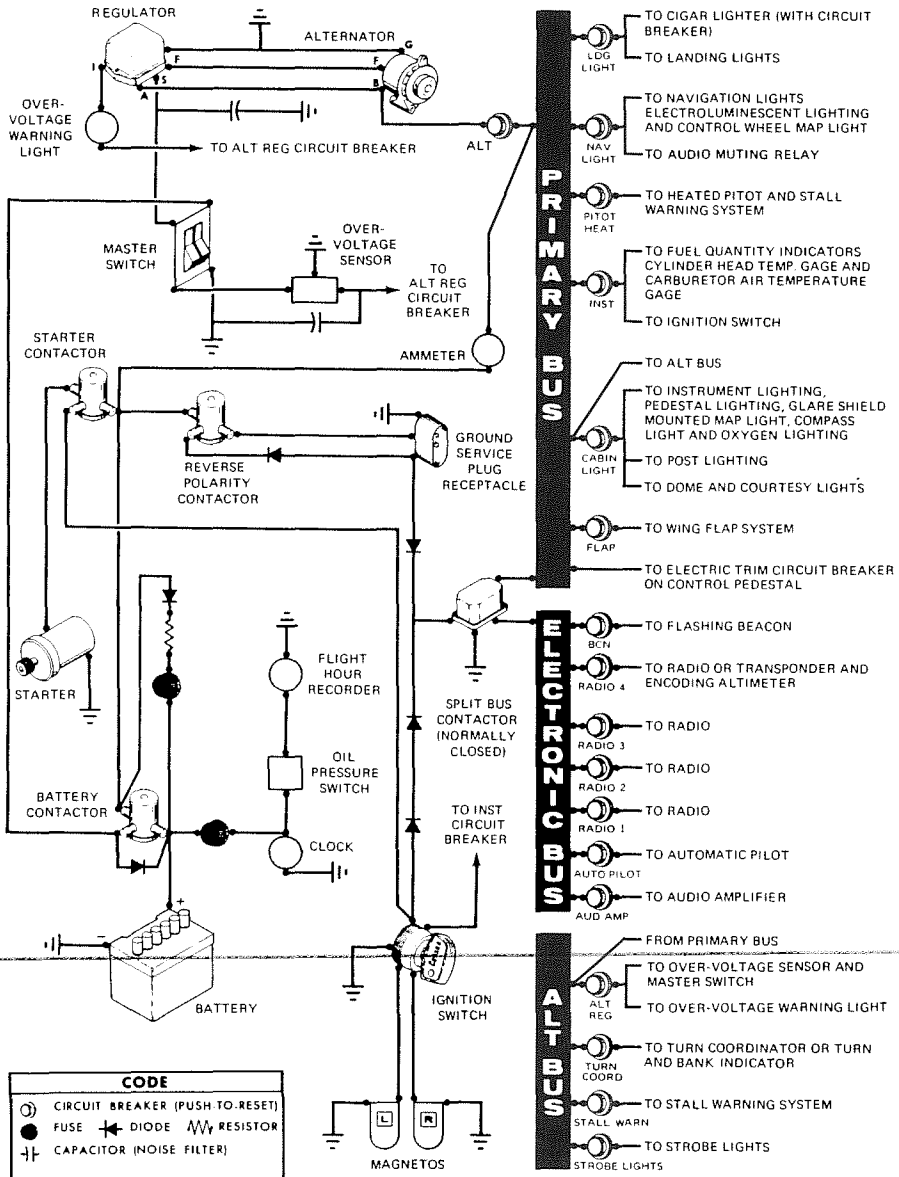 REGULATOR
ALTERNATOR
G
I
F
F
S
A
B
OVER-
VOLTAGE
WARNING
LIGHT
TO ALT REG CIRCUIT BREAKER
ALT
MASTER
SWITCH
OVER-
VOLTAGE
SENSOR
TO
ALT REG
CIRCUIT
BREAKER
STARTER
CONTACTOR
AMMETER
REVERSE
POLARITY
CONTACTOR
GROUND
SERVICE
PLUG
RECEPTACLE
STARTER
FLIGHT
HOUR
RECORDER
SPLIT BUS
CONTACTOR
(NORMALLY
CLOSED)
OIL
PRESSURE
SWITCH
BATTERY
CONTACTOR
TO INST
CIRCUIT
BREAKER
CLOCK
+
−
BATTERY
IGNITION
SWITCH
L
R
MAGNETOS
CODE
CIRCUIT BREAKER (PUSH-TO-RESET)
FUSE DIODE RESISTOR
CAPACITOR (NOISE FILTER)
PRIMARY BUS
LDG
LIGHT
TO CIGAR LIGHTER (WITH CIRCUIT
BREAKER)
TO LANDING LIGHTS
NAV
LIGHT
TO NAVIGATION LIGHTS
ELECTROLUMINESCENT LIGHTING
AND CONTROL WHEEL MAP LIGHT
TO AUDIO MUTING RELAY
PITOT
HEAT
TO HEATED PITOT AND STALL
WARNING SYSTEM
INST
TO FUEL QUANTITY INDICATORS
CYLINDER HEAD TEMP. GAGE AND
CARBURETOR AIR TEMPERATURE
GAGE
TO IGNITION SWITCH
TO ALT BUS
CABIN
LIGHT
TO INSTRUMENT LIGHTING,
PEDESTAL LIGHTING, GLARE SHIELD
MOUNTED MAP LIGHT, COMPASS
LIGHT AND OXYGEN LIGHTING
TO POST LIGHTING
TO DOME AND COURTESY LIGHTS
FLAP
TO WING FLAP SYSTEM
TO ELECTRIC TRIM CIRCUIT BREAKER
ON CONTROL PEDESTAL
ELECTRONIC BUS
BCN
TO FLASHING BEACON
RADIO 4
TO RADIO OR TRANSPONDER AND
ENCODING ALTIMETER
RADIO 3
TO RADIO
RADIO 2
TO RADIO
RADIO 1
TO RADIO
AUTO PILOT
TO AUTOMATIC PILOT
AUD AMP
TO AUDIO AMPLIFIER
ALT BUS
FROM PRIMARY BUS
ALT
REG
TO OVER-VOLTAGE SENSOR AND
MASTER SWITCH
TO OVER-VOLTAGE WARNING LIGHT
TURN
COORD
TO TURN COORDINATOR OR TURN
AND BANK INDICATOR
STALL WARN
TO STALL WARNING SYSTEM
STROBE LIGHTS
TO STROBE LIGHTS